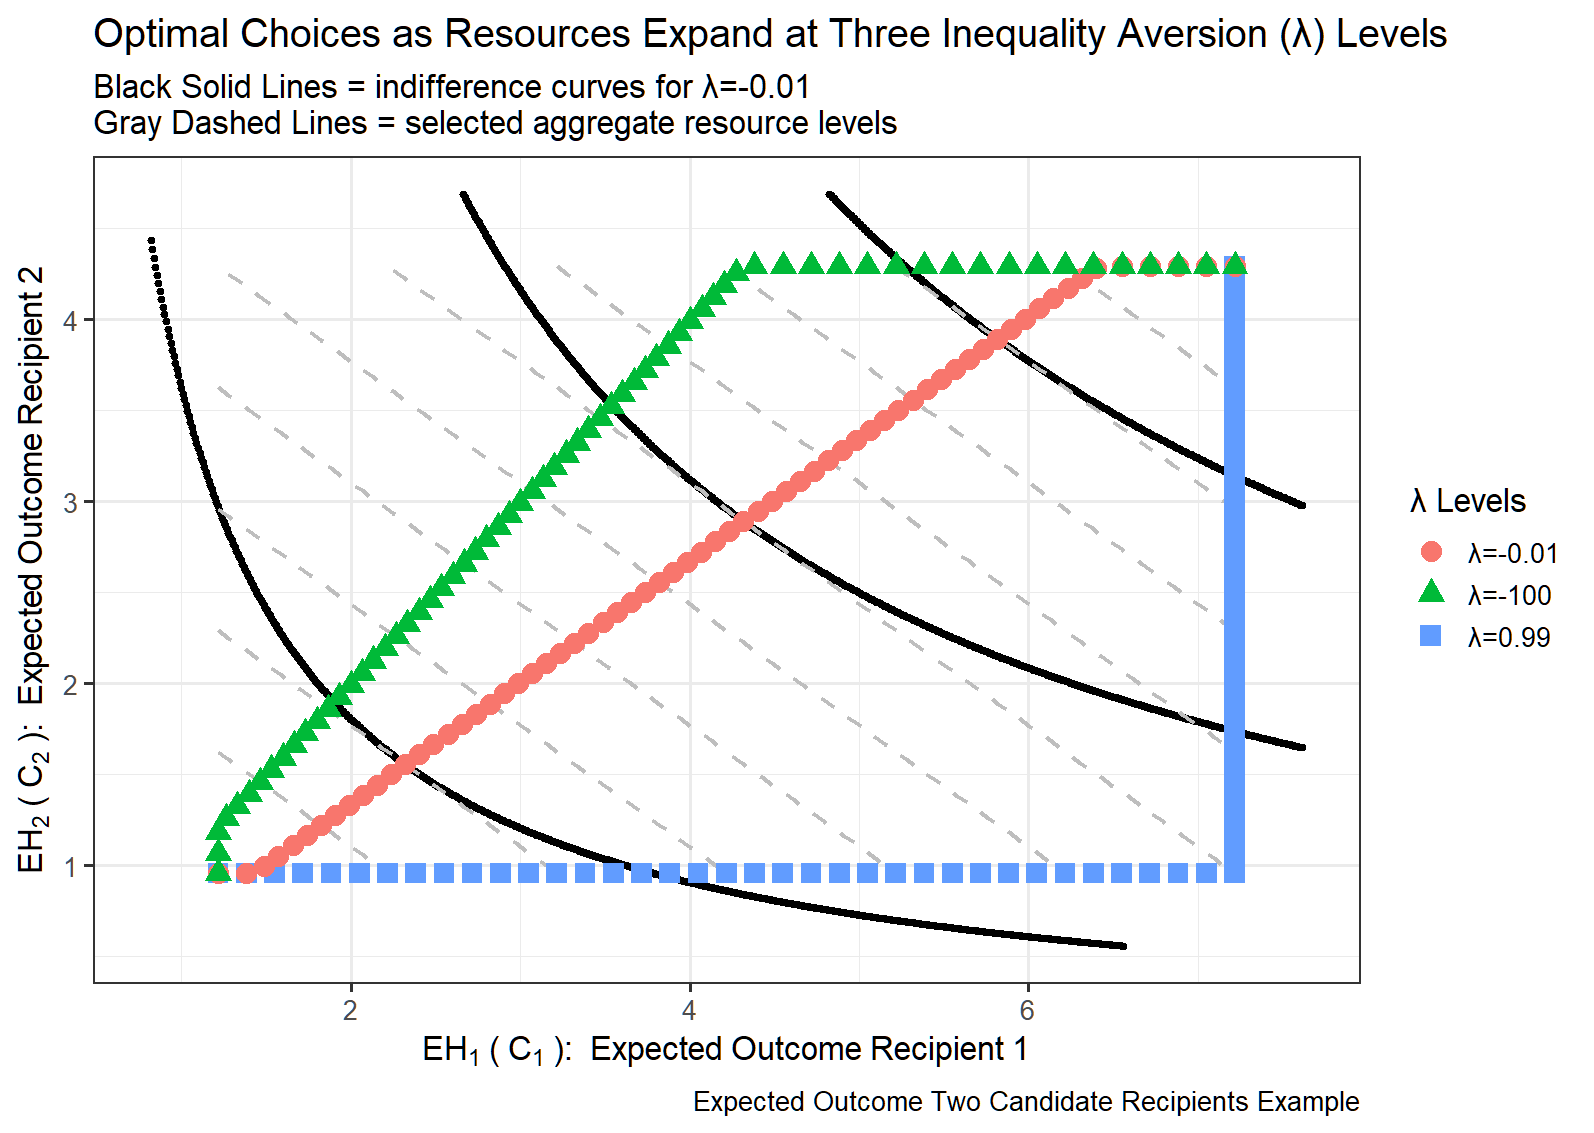 Optimal Choices as Resources Expand at Three Inequality Aversion (λ) Levels
Black Solid Lines = indifference curves for λ=-0.01
Gray Dashed Lines = selected aggregate resource levels
EH₂ ( C₂ ):  Expected Outcome Recipient 2
4
3
2
1
2
4
6
EH₁ ( C₁ ):  Expected Outcome Recipient 1
λ Levels
λ=-0.01
λ=-100
λ=0.99
Expected Outcome Two Candidate Recipients Example